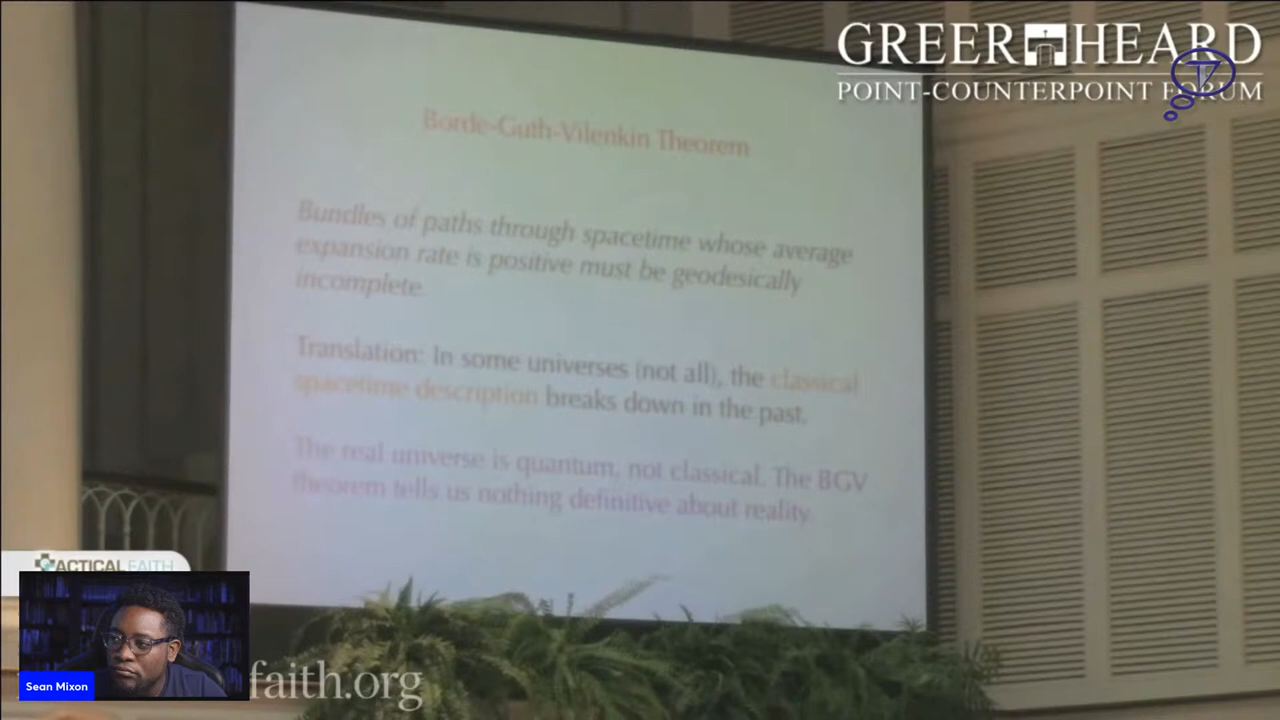 GREER HEARD
POINT-COUNTERPOINT FORUM
Borde-Guth-Vilenkin Theorem
Bundles of paths through spacetime whose average
expansion rate is positive must be geodesically
incomplete.
Translation: In some universes (not all), the classical
spacetime description breaks down in the past.
The real universe is quantum, not classical. The BGV
theorem tells us nothing definitive about reality.
ACTICAL FAITH
Sean Mixon
faith.org